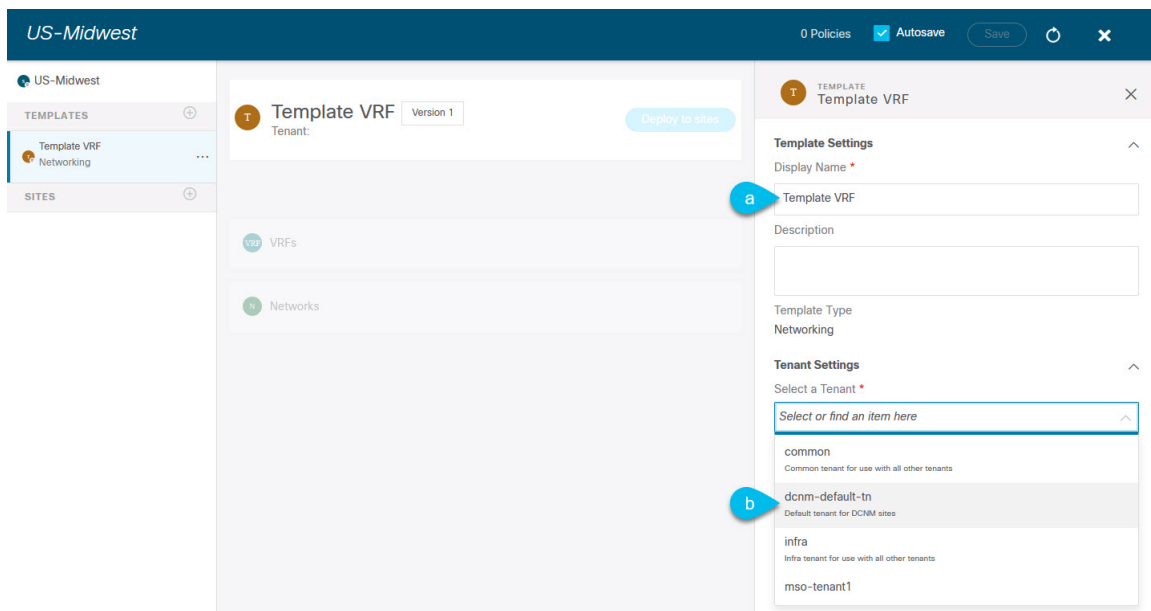 US-Midwest
0 Policies
Autosave
Save
US-Midwest
TEMPLATES
Template VRF
Networking
...
SITES
T
Template VRF
Version 1
Tenant:
Deploy to sites
VRF
VRFs
N
Networks
T
TEMPLATE
Template VRF
Template Settings
Display Name *
a
Template VRF
Description
Template Type
Networking
Tenant Settings
Select a Tenant *
Select or find an item here
common
Common tenant for use with all other tenants
b
dcnm-default-tn
Default tenant for DCNM sites
infra
Infra tenant for use with all other tenants
mso-tenant1